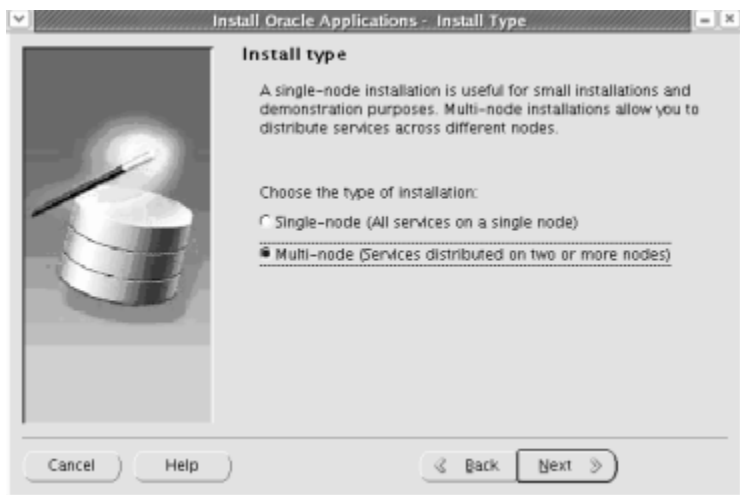 Install Oracle Applications - Install Type
Install type
A single-node installation is useful for small installations and
demonstration purposes. Multi-node installations allow you to
distribute services across different nodes.
Choose the type of installation:
Single-node (All services on a single node)
Multi-node (Services distributed on two or more nodes)
Cancel
Help
Back
Next